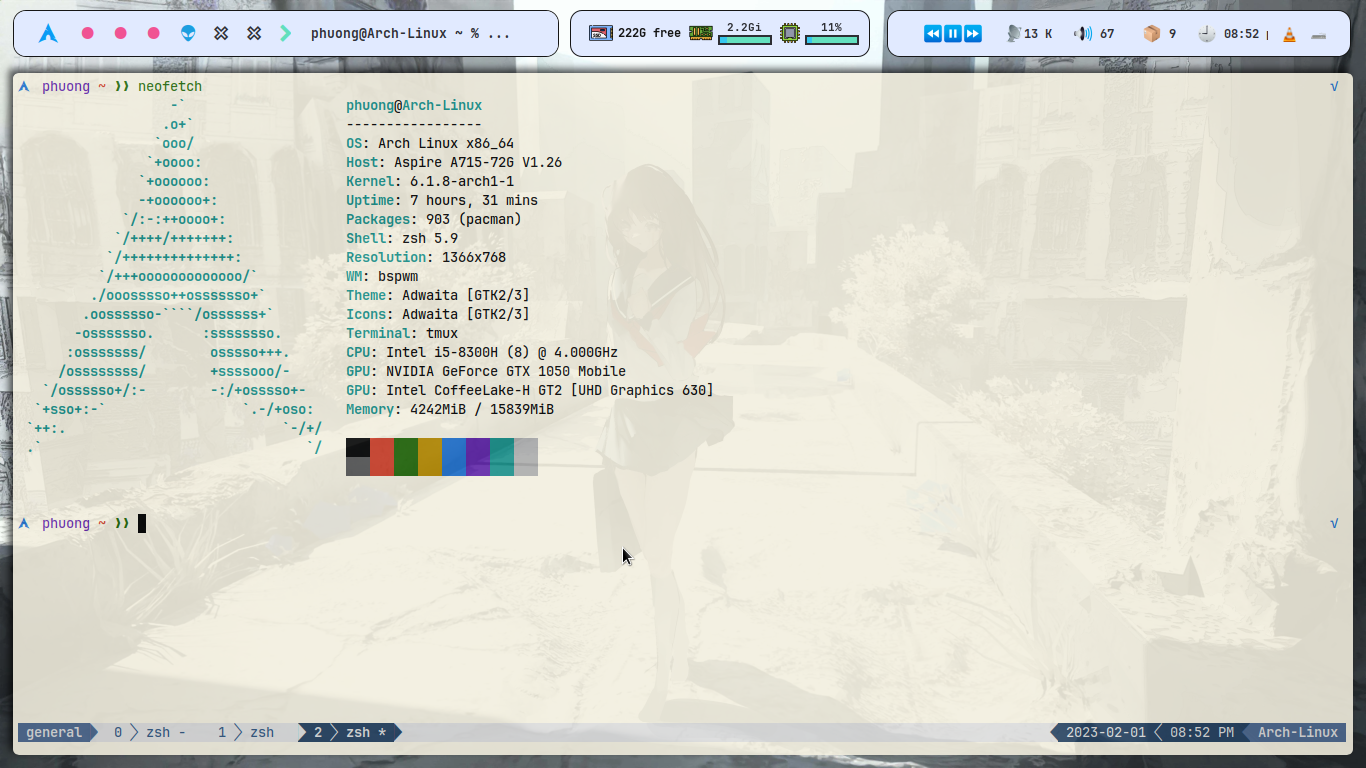 phuong@Arch-Linux ~ % ...
222G free
2.2Gi
11%
13 K
67
9
08:52
phuong ~ ❫❫ neofetch √
-`
.o+`
`ooo/
`+oooo:
`+oooooo:
-+oooooo+:
`/:-:++oooo+:
`/++++/+++++++:
`/++++++++++++++:
`/+++ooooooooooooo/`
./ooosssso++osssssso+`
.oossssso-````/ossssss+`
-osssssso. :ssssssso.
:osssssss/ osssso+++.
/ossssssss/ +ssssooo/-
`/ossssso+/:- -:/+osssso+-
`+sso+:-` `.-/+oso:
`++:. `-/+/
.` `/
phuong@Arch-Linux
-----------------
OS: Arch Linux x86_64
Host: Aspire A715-72G V1.26
Kernel: 6.1.8-arch1-1
Uptime: 7 hours, 31 mins
Packages: 903 (pacman)
Shell: zsh 5.9
Resolution: 1366x768
WM: bspwm
Theme: Adwaita [GTK2/3]
Icons: Adwaita [GTK2/3]
Terminal: tmux
CPU: Intel i5-8300H (8) @ 4.000GHz
GPU: NVIDIA GeForce GTX 1050 Mobile
GPU: Intel CoffeeLake-H GT2 [UHD Graphics 630]
Memory: 4242MiB / 15839MiB
phuong ~ ❫❫ √
general 0 zsh - 1 zsh 2 zsh * 2023-02-01 08:52 PM Arch-Linux